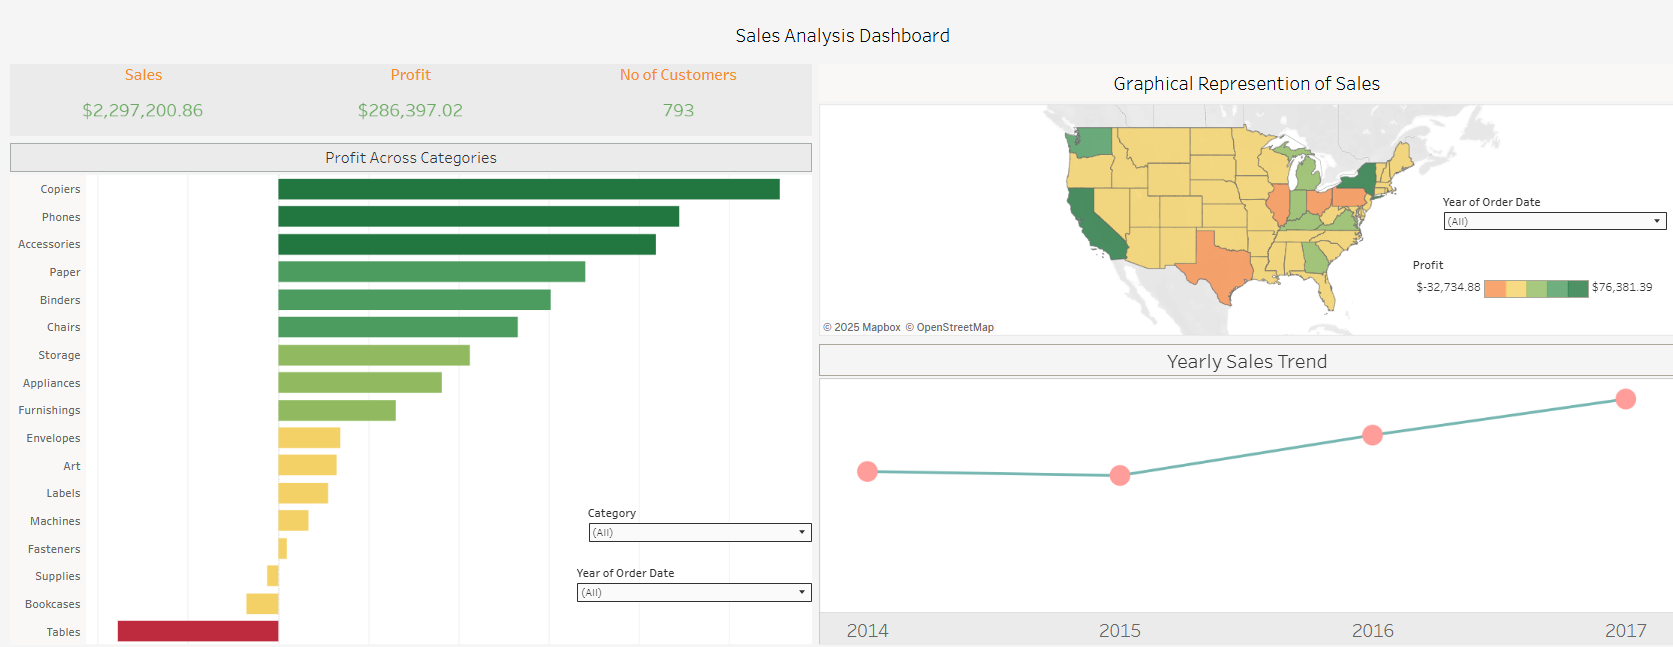 Sales Analysis Dashboard
Sales
Profit
No of Customers
$2,297,200.86
$286,397.02
793
Profit Across Categories
Copiers
Phones
Accessories
Paper
Binders
Chairs
Storage
Appliances
Furnishings
Envelopes
Art
Labels
Machines
Fasteners
Supplies
Bookcases
Tables
Category
(All)
Year of Order Date
(All)
Graphical Represention of Sales
Year of Order Date
(All)
Profit
$-32,734.88
$76,381.39
© 2025 Mapbox © OpenStreetMap
Yearly Sales Trend
2014
2015
2016
2017